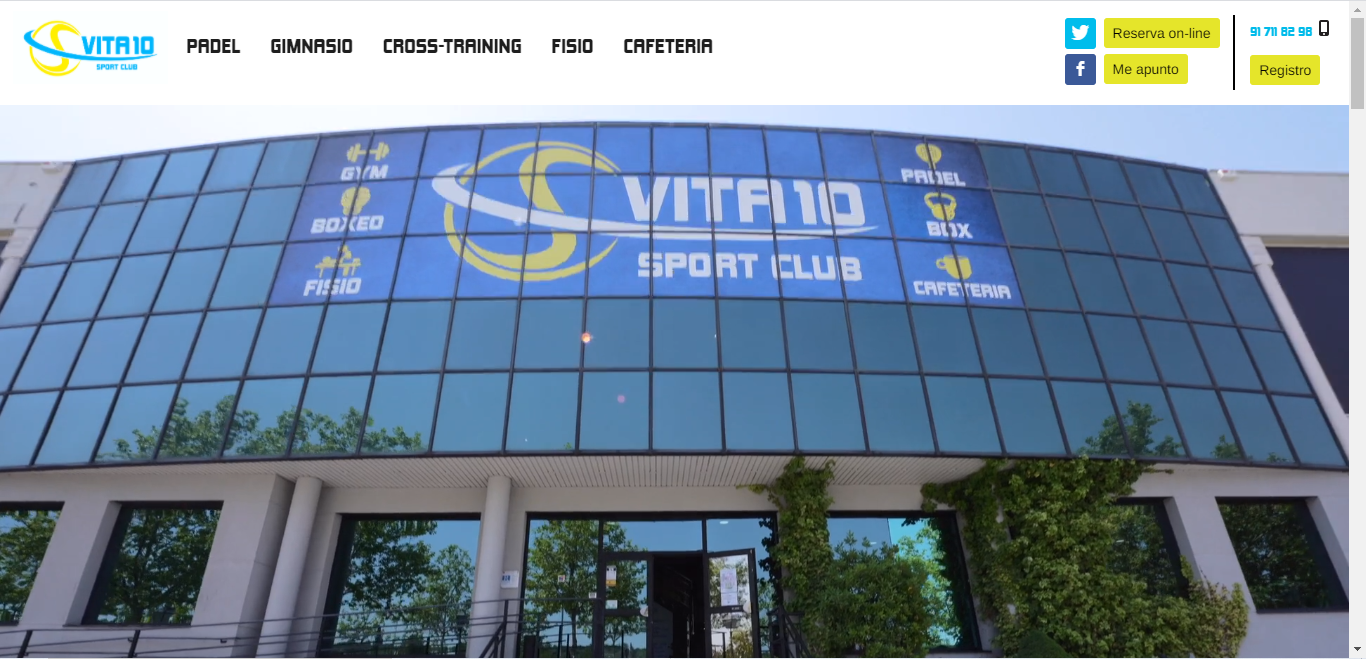 VITA10
SPORT CLUB
PADEL GIMNASIO CROSS-TRAINING FISIO CAFETERIA
Reserva on-line
Me apunto
91 711 82 98
Registro
GYM
BOXEO
FISIO
VITA10
SPORT CLUB
PADEL
BOX
CAFETERIA